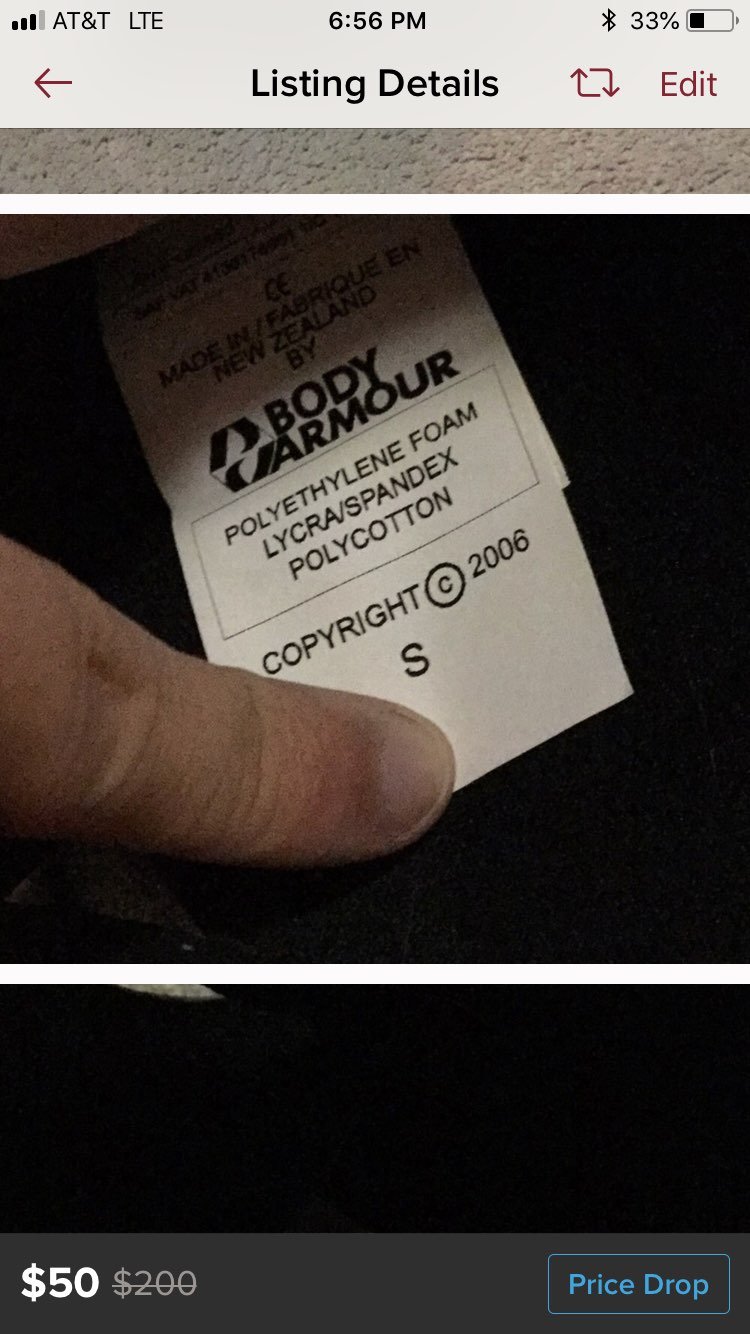 AT&T LTE 6:56 PM 33%
Listing Details Edit
CE
MADE IN / FABRIQUE EN
NEW ZEALAND
BY
BODY
ARMOUR
POLYETHYLENE FOAM
LYCRA/SPANDEX
POLYCOTTON
COPYRIGHT © 2006
S
$50 $200 Price Drop